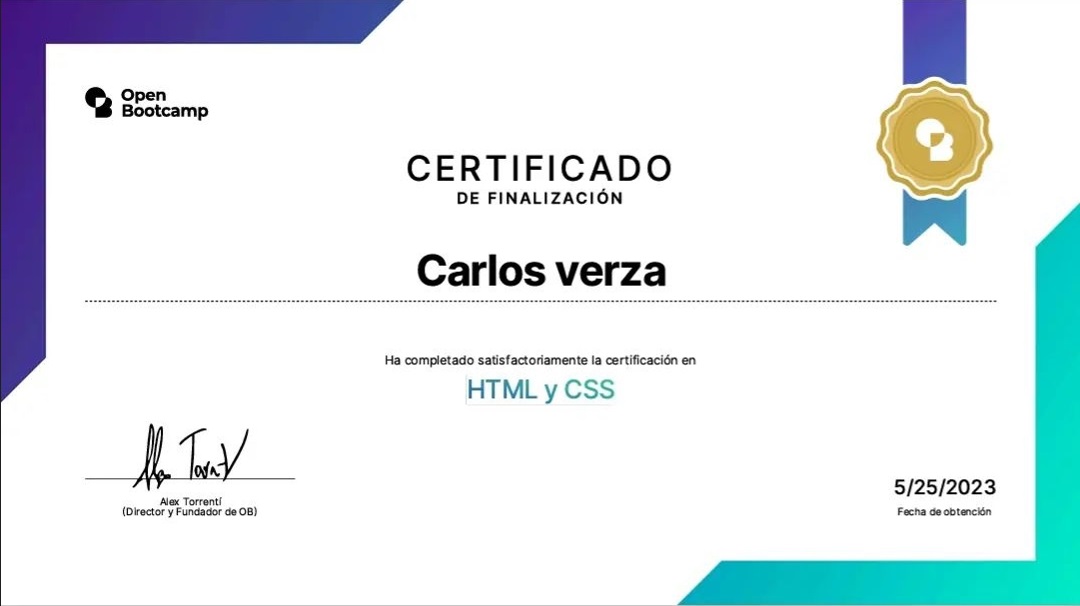 Open
Bootcamp
CERTIFICADO
DE FINALIZACIÓN
Carlos verza
Ha completado satisfactoriamente la certificación en
HTML y CSS
Alex Torrentí
(Director y Fundador de OB)
5/25/2023
Fecha de obtención